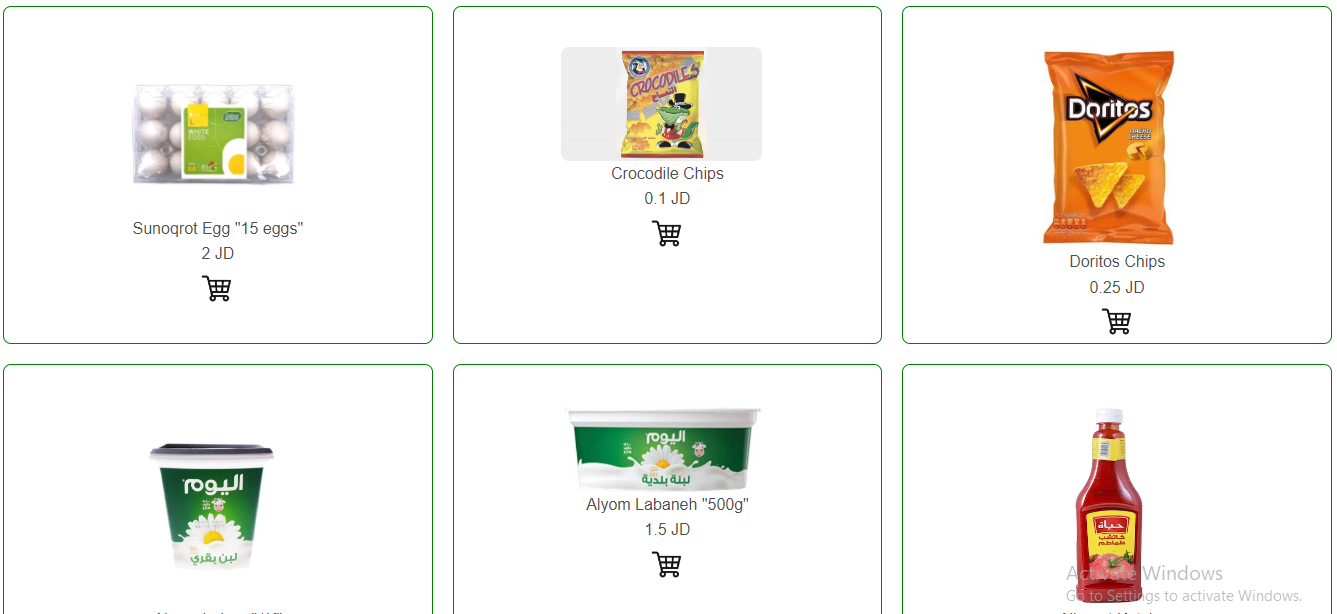 WHITE
EGGS
Sunoqrot Egg "15 eggs"
2 JD
CROCODILES
التمساح
Crocodile Chips
0.1 JD
Doritos
NACHO
CHEESE
Doritos Chips
0.25 JD
اليوم
لبن بقري
اليوم
لبنة بلدية
Alyom Labaneh "500g"
1.5 JD
حياة
كاتشب
طماطم
Activate Windows
Go to Settings to activate Windows.